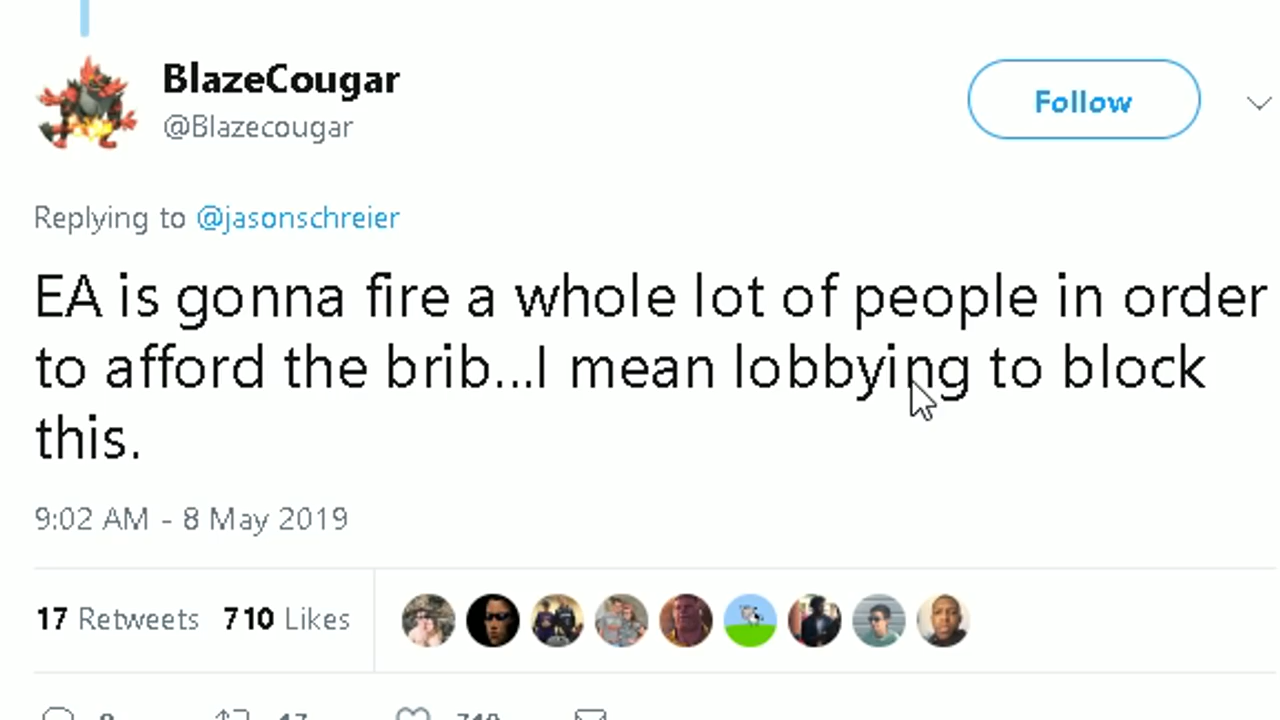 BlazeCougar
@Blazecougar
Follow
Replying to @jasonschreier
EA is gonna fire a whole lot of people in order
to afford the brib...I mean lobbying to block
this.
9:02 AM - 8 May 2019
17 Retweets 710 Likes